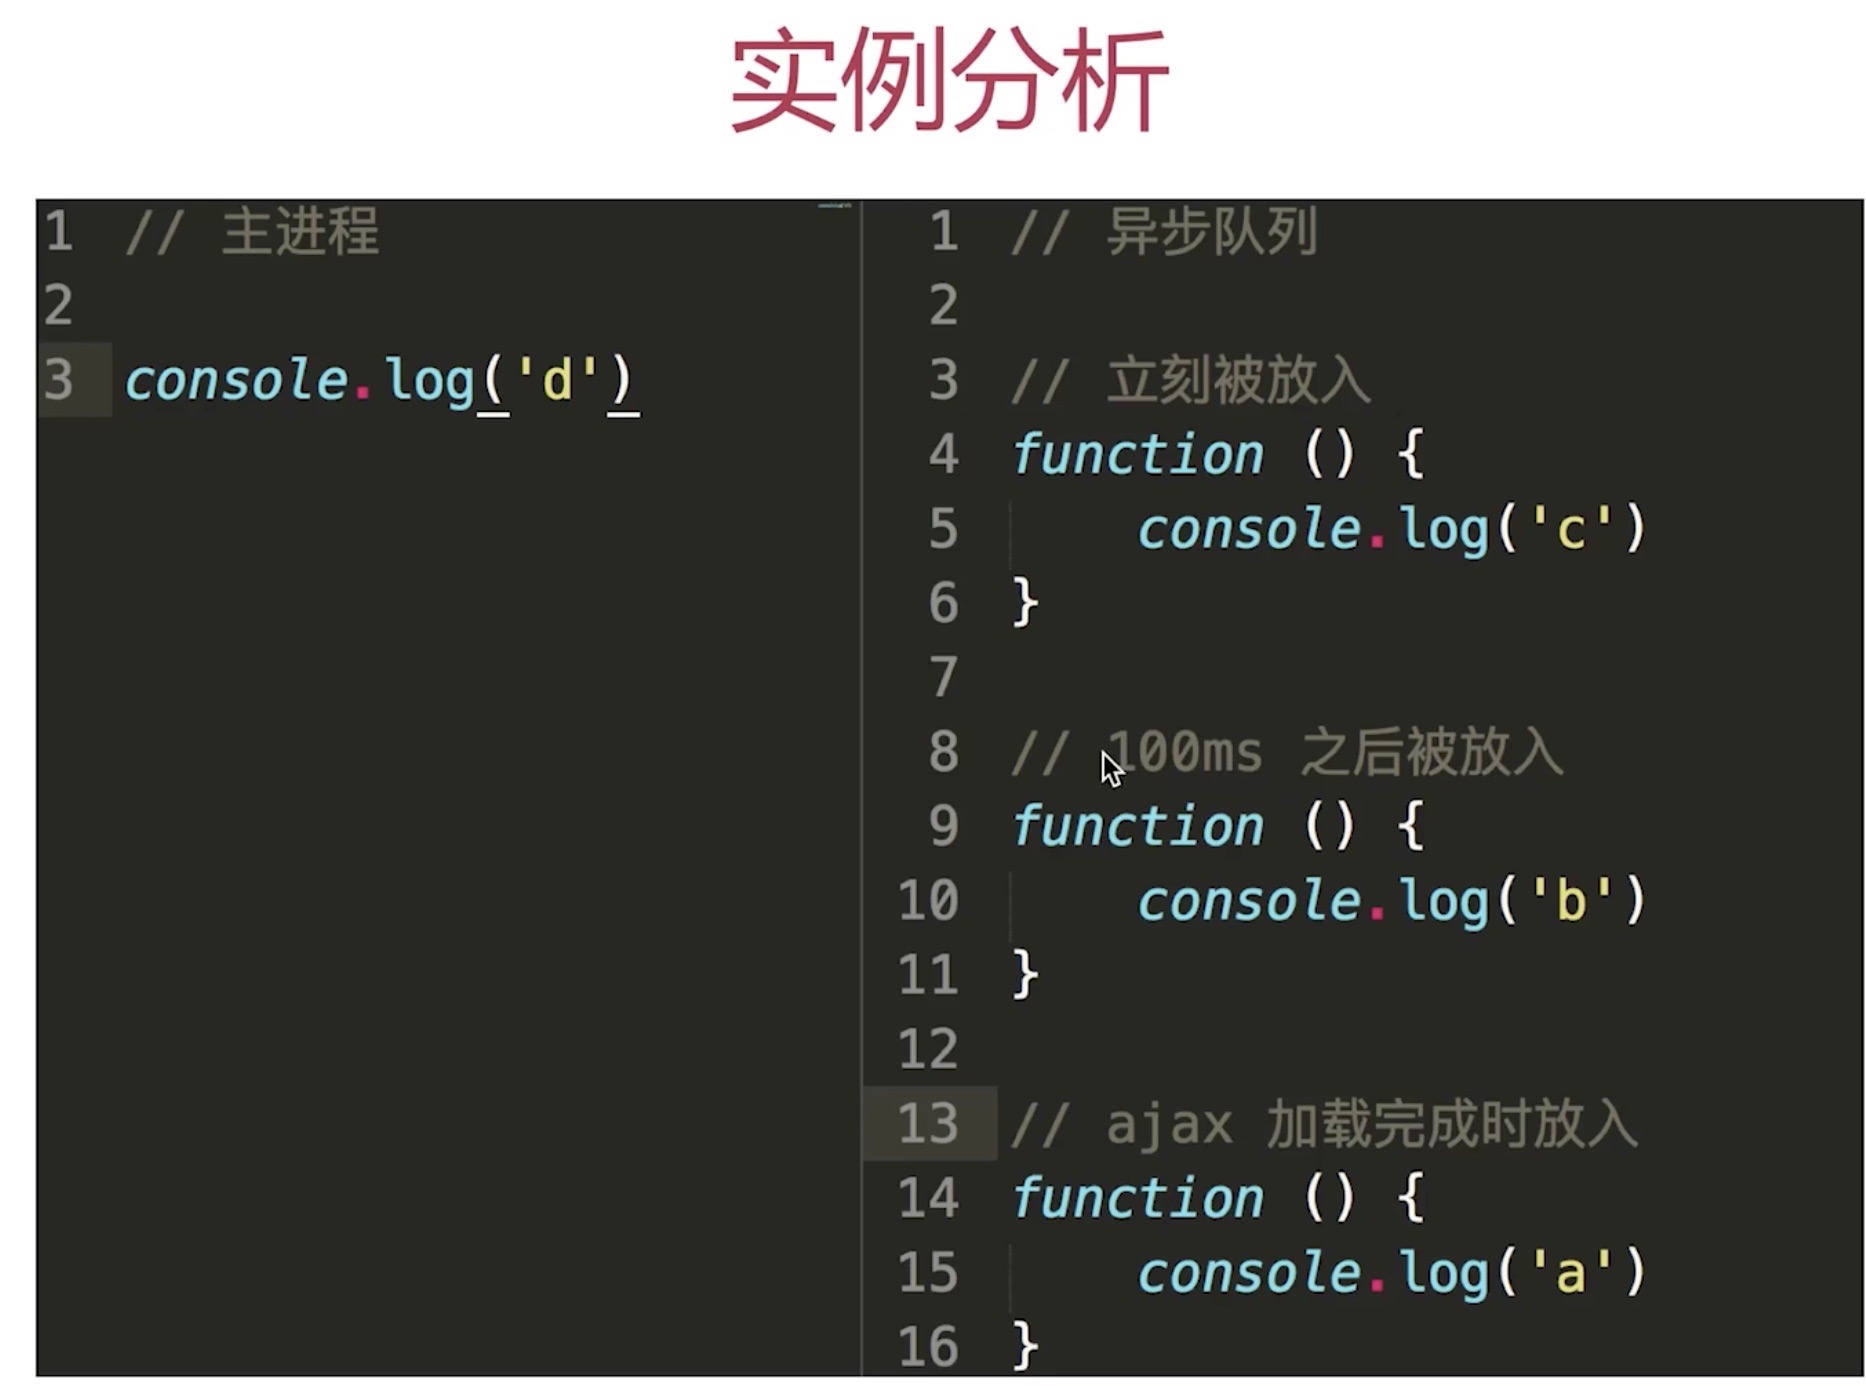 实例分析
1 // 主进程
2
3 console.log('d')
1 // 异步队列
2
3 // 立刻被放入
4 function () {
5 console.log('c')
6 }
7
8 // 100ms 之后被放入
9 function () {
10 console.log('b')
11 }
12
13 // ajax 加载完成时放入
14 function () {
15 console.log('a')
16 }